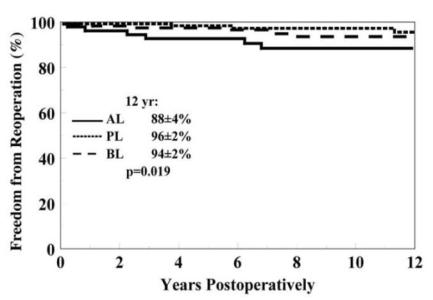 Freedom from Reoperation (%)
100
80
60
40
20
0
12 yr:
AL 88±4%
PL 96±2%
BL 94±2%
p=0.019
0 2 4 6 8 10 12
Years Postoperatively